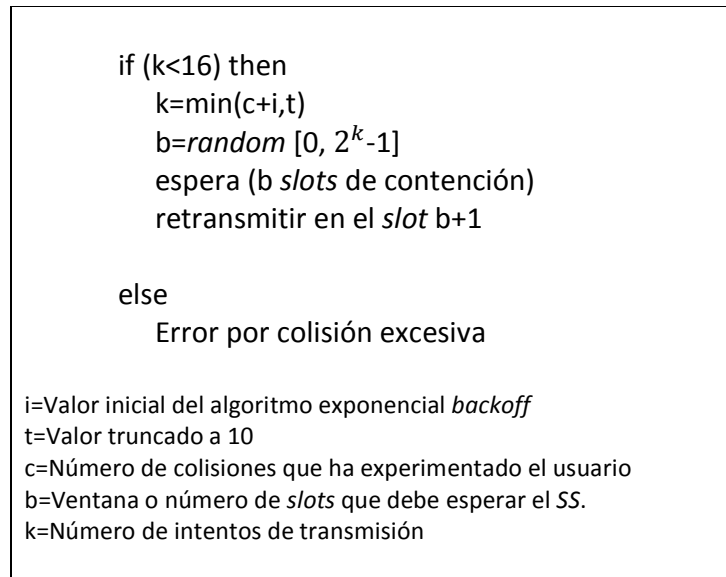 if (k<16) then
k=min(c+i,t)
b=random [0, 2^k-1]
espera (b slots de contención)
retransmitir en el slot b+1
else
Error por colisión excesiva
i=Valor inicial del algoritmo exponencial backoff
t=Valor truncado a 10
c=Número de colisiones que ha experimentado el usuario
b=Ventana o número de slots que debe esperar el SS.
k=Número de intentos de transmisión